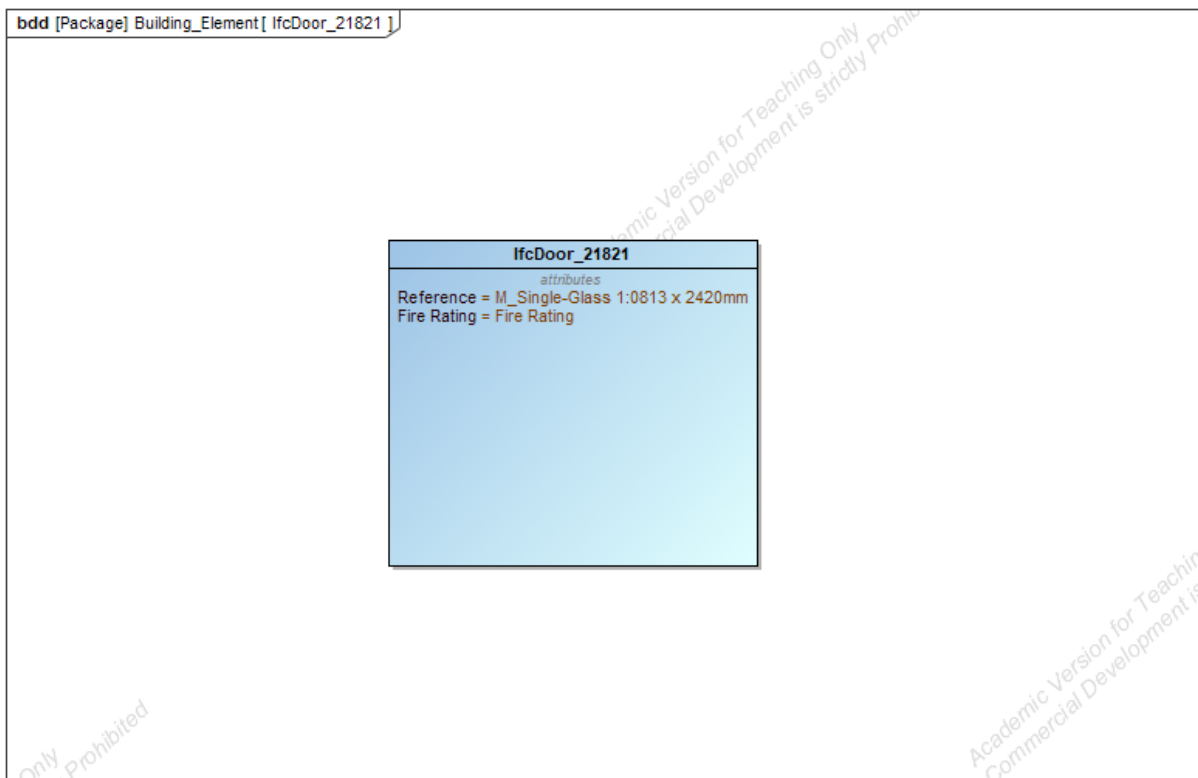 bdd [Package] Building_Element [ IfcDoor_21821 ]
Academic Version for Teaching Only
Commercial Development is strictly Prohibited
IfcDoor_21821
attributes
Reference = M_Single-Glass 1:0813 x 2420mm
Fire Rating = Fire Rating
Academic Version for Teaching
Commercial Development is
Only
Prohibited